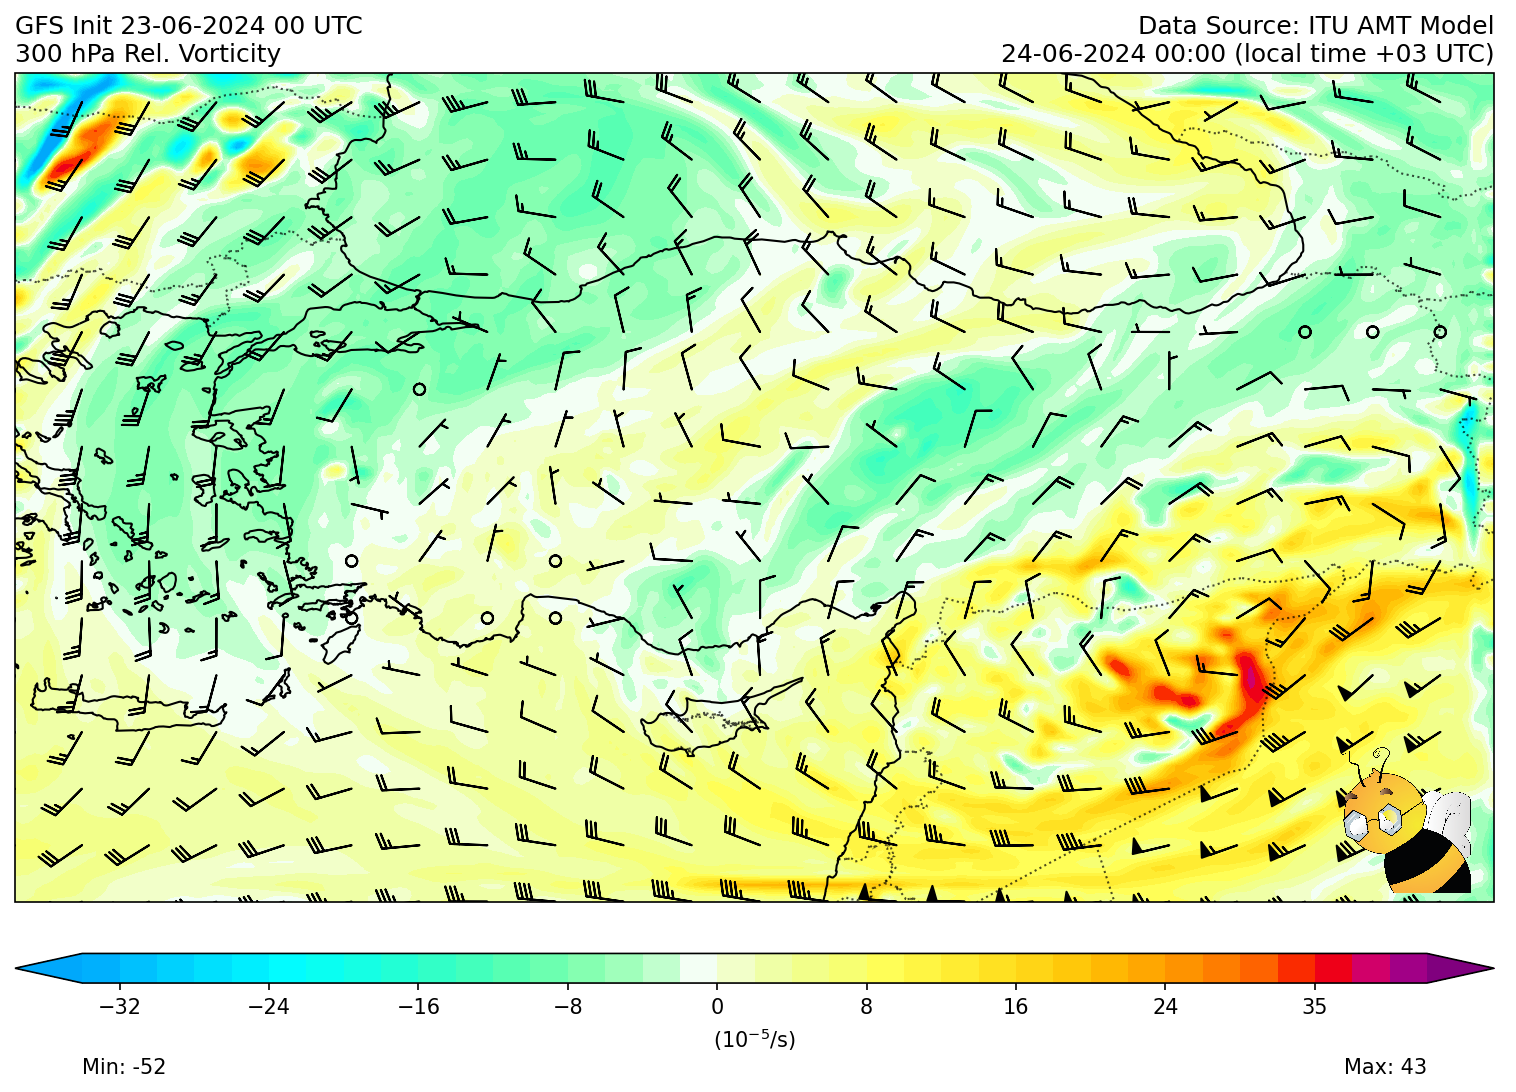 GFS Init 23-06-2024 00 UTC
300 hPa Rel. Vorticity
Data Source: ITU AMT Model
24-06-2024 00:00 (local time +03 UTC)
−32 −24 −16 −8 0 8 16 24 35
(10⁻⁵/s)
Min: -52
Max: 43